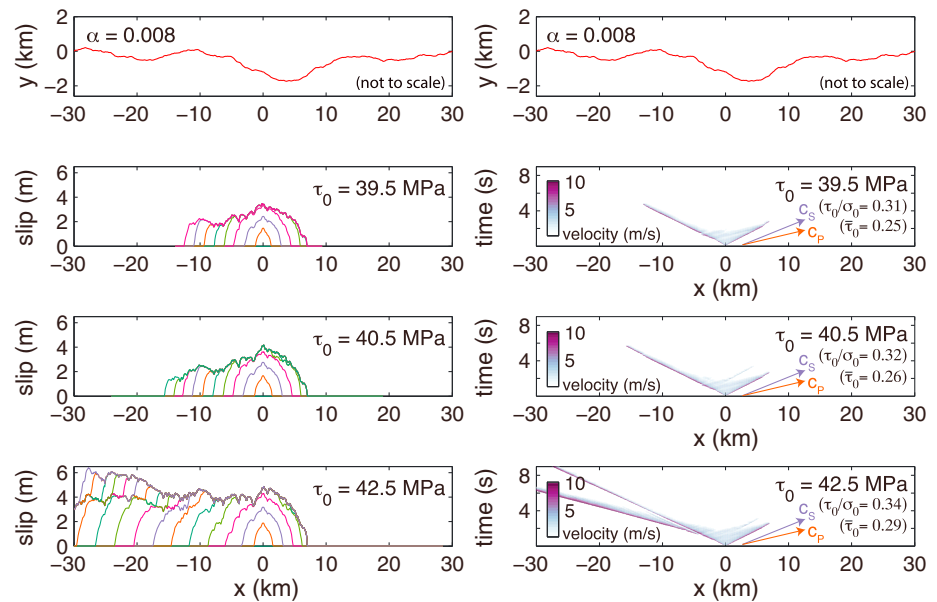 2
0
−2
y (km)
α = 0.008
(not to scale)
−30 −20 −10 0 10 20 30
2
0
−2
y (km)
α = 0.008
(not to scale)
−30 −20 −10 0 10 20 30
6
4
2
0
slip (m)
τ₀ = 39.5 MPa
−30 −20 −10 0 10 20 30
8
4
time (s)
10
5
velocity (m/s)
τ₀ = 39.5 MPa
cS (τ₀/σ₀= 0.31)
cP (τ̅₀= 0.25)
−30 −20 −10 0 10 20 30
x (km)
6
4
2
0
slip (m)
τ₀ = 40.5 MPa
−30 −20 −10 0 10 20 30
8
4
time (s)
10
5
velocity (m/s)
τ₀ = 40.5 MPa
cS (τ₀/σ₀= 0.32)
cP (τ̅₀= 0.26)
−30 −20 −10 0 10 20 30
x (km)
6
4
2
0
slip (m)
τ₀ = 42.5 MPa
−30 −20 −10 0 10 20 30
x (km)
8
4
time (s)
10
5
velocity (m/s)
τ₀ = 42.5 MPa
cS (τ₀/σ₀= 0.34)
cP (τ̅₀= 0.29)
−30 −20 −10 0 10 20 30
x (km)